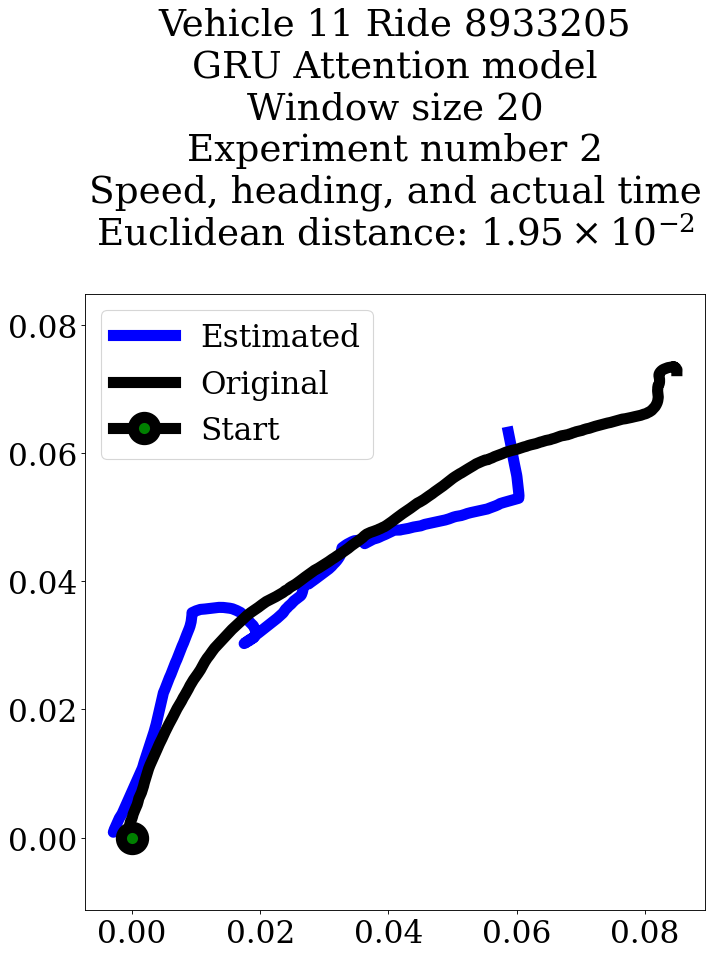 Vehicle 11 Ride 8933205
GRU Attention model
Window size 20
Experiment number 2
Speed, heading, and actual time
Euclidean distance: 1.95 × 10⁻²
Estimated
Original
Start
0.08
0.06
0.04
0.02
0.00
0.00 0.02 0.04 0.06 0.08